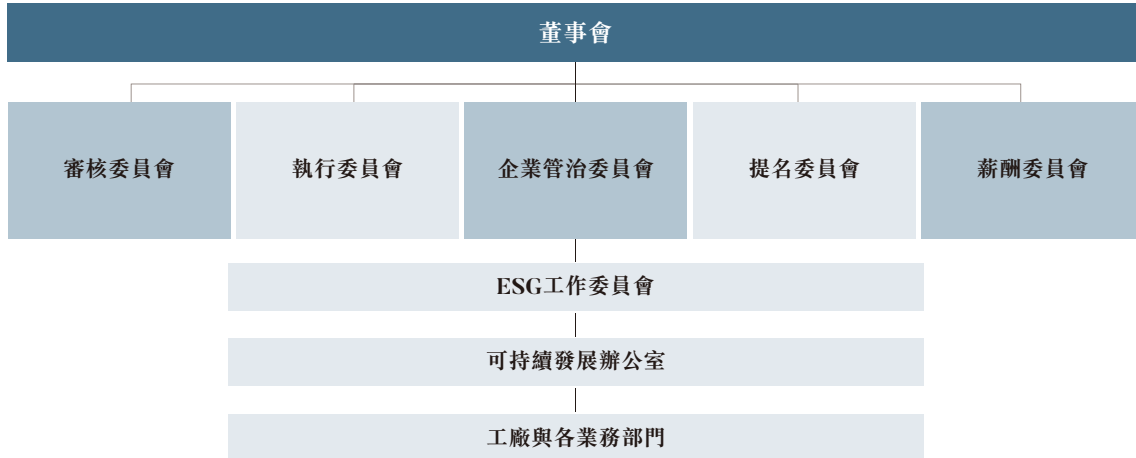 董事會
審核委員會
執行委員會
企業管治委員會
提名委員會
薪酬委員會
ESG工作委員會
可持續發展辦公室
工廠與各業務部門